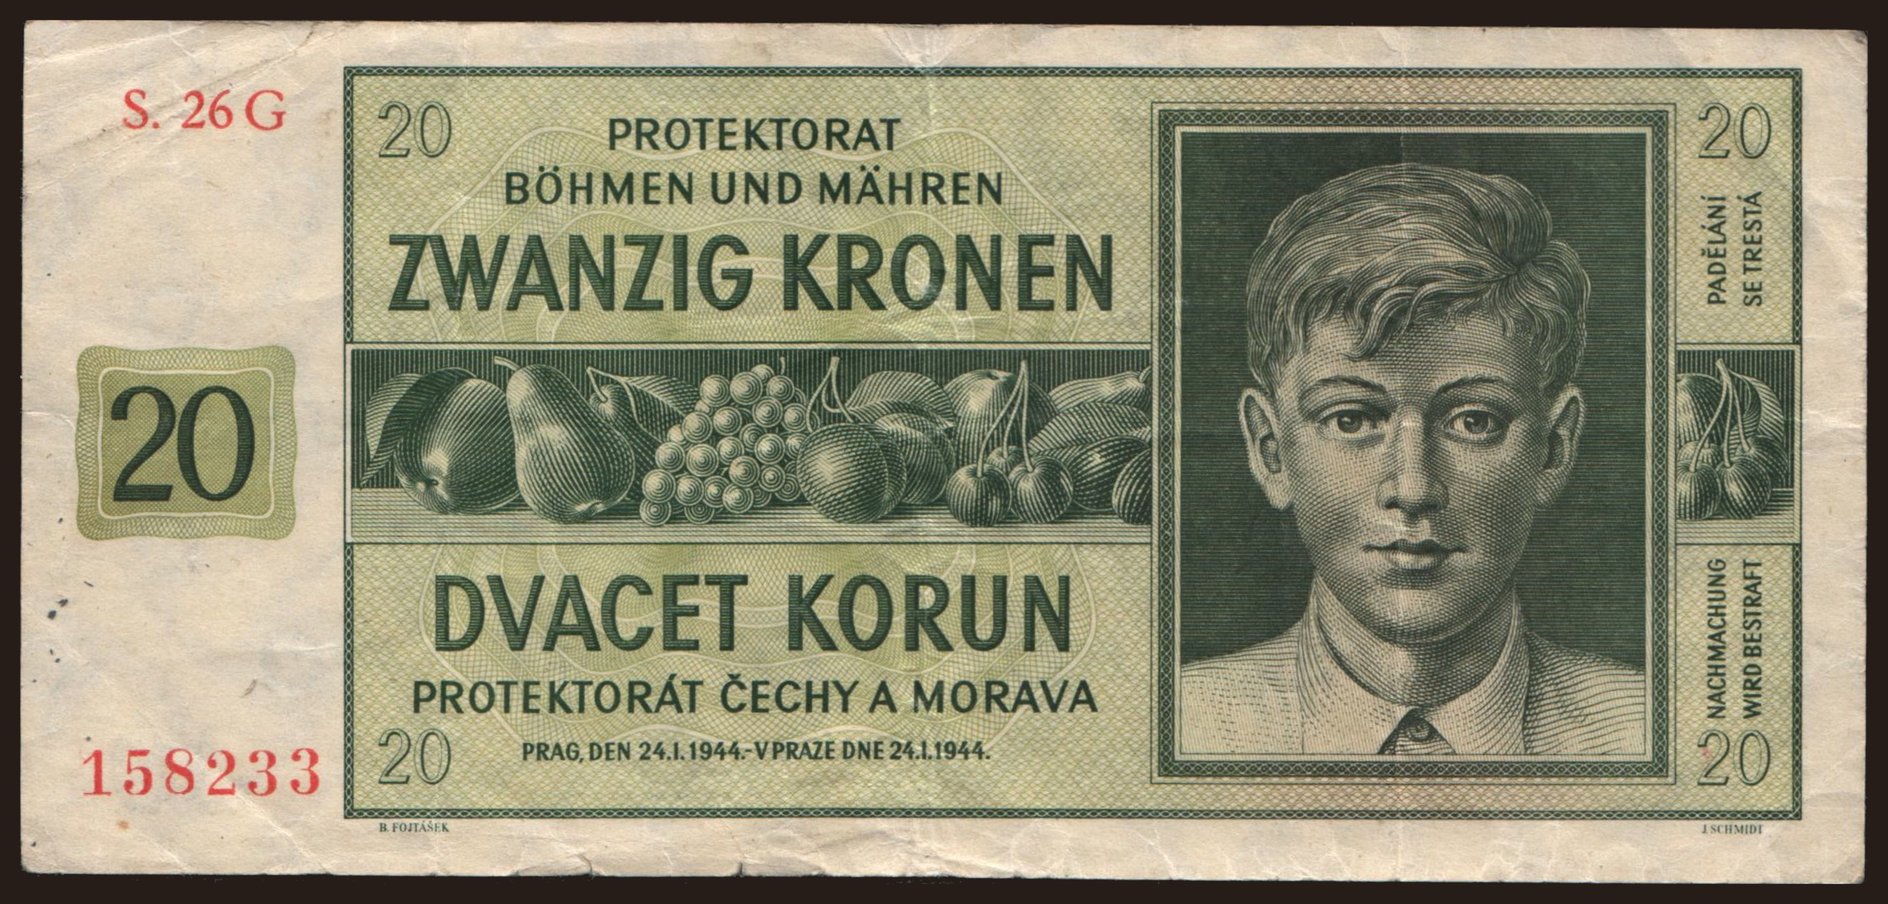 S. 26 G
20
PROTEKTORAT
BÖHMEN UND MÄHREN
ZWANZIG KRONEN
20
PADĚLÁNÍ
SE TRESTÁ
20
DVACET KORUN
PROTEKTORÁT ČECHY A MORAVA
PRAG, DEN 24.I.1944.-V PRAZE DNE 24.I.1944.
NACHMACHUNG
WIRD BESTRAFT
158233
20
20
B. FOJTÁŠEK
J. SCHMIDT